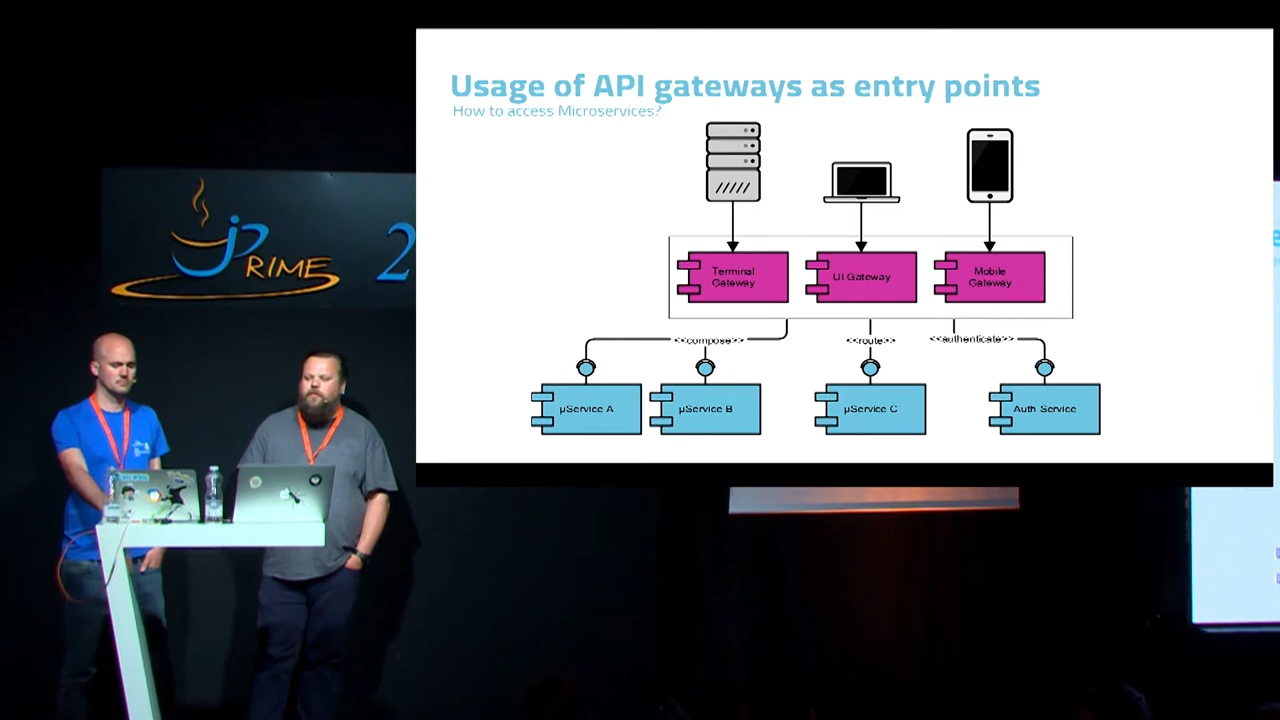 Usage of API gateways as entry points
How to access Microservices?
Terminal
Gateway
UI Gateway
Mobile
Gateway
<<compose>>
<<route>>
<<authenticate>>
µService A
µService B
µService C
Auth Service
jPRIME 2